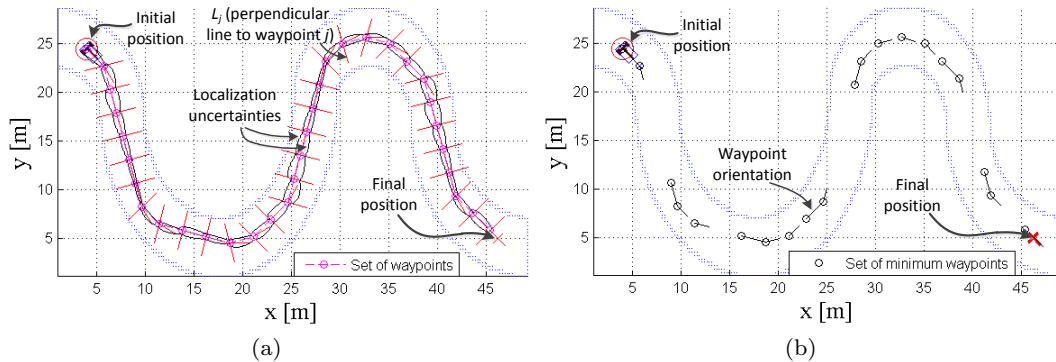 Initial
position
L_j (perpendicular
line to waypoint j)
Localization
uncertainties
Final
position
Set of waypoints
25
20
15
10
5
y [m]
5 10 15 20 25 30 35 40 45
x [m]
(a)
Initial
position
Waypoint
orientation
Final
position
Set of minimum waypoints
25
20
15
10
5
y [m]
5 10 15 20 25 30 35 40 45
x [m]
(b)